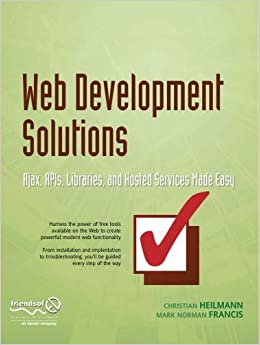 Web Development
Solutions
Ajax, APIs, Libraries, and Hosted Services Made Easy
Harness the power of free tools
available on the Web to create
powerful modern web functionality
From installation and implentation
to troubleshooting, you'll be guided
every step of the way
friendsof
an Apress company
CHRISTIAN HEILMANN
MARK NORMAN FRANCIS